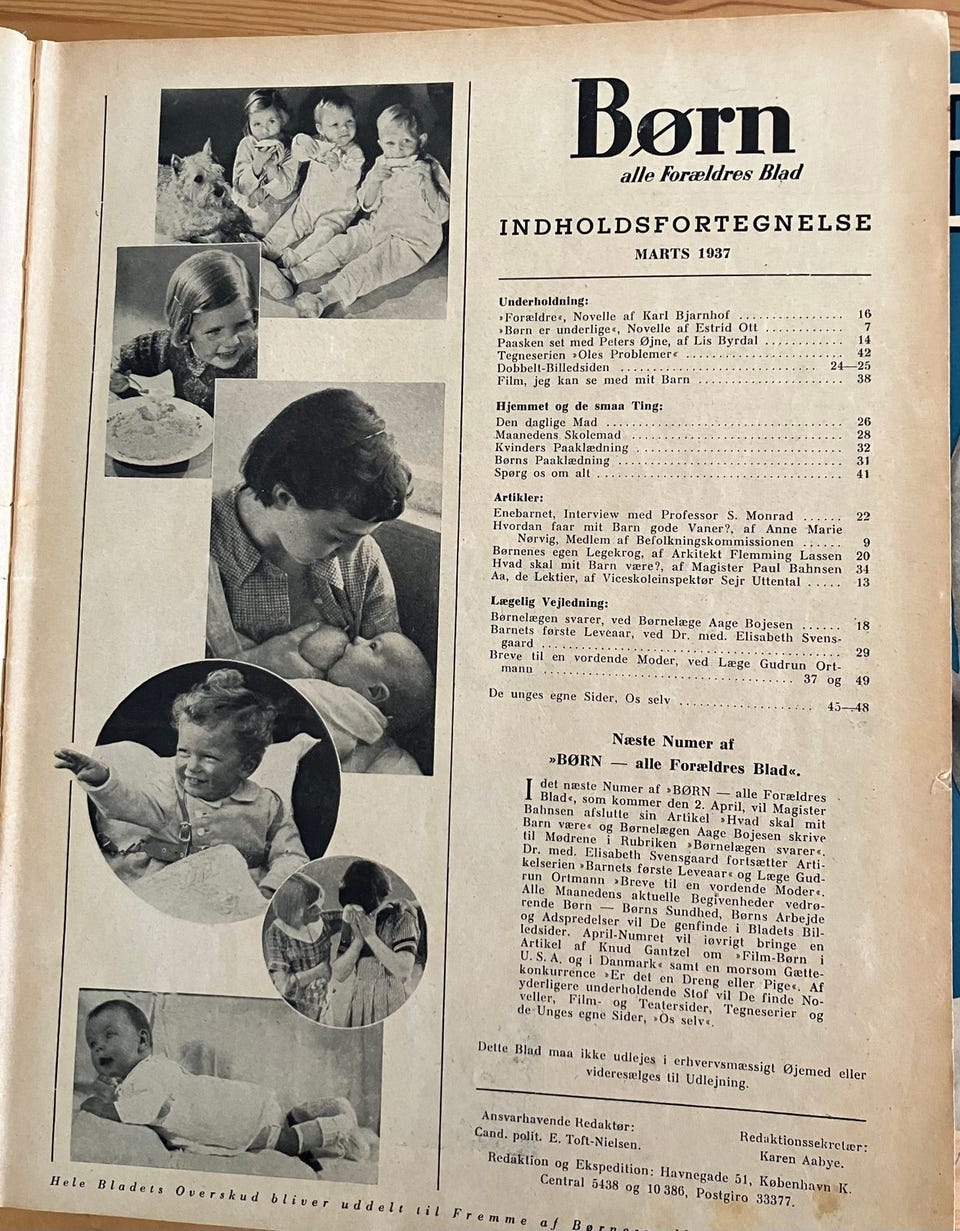 Børn
alle Forældres Blad
INDHOLDSFORTEGNELSE
MARTS 1937
Underholdning:
»Forældre«, Novelle af Karl Bjarnhof ................ 16
»Børn er underlige«, Novelle af Estrid Ott ............ 7
Paasken set med Peters Øjne, af Lis Byrdal ............ 14
Tegneserien »Oles Problemer« ........................ 42
Dobbelt-Billedsiden .............................. 24—25
Film, jeg kan se med mit Barn ...................... 38
Hjemmet og de smaa Ting:
Den daglige Mad .................................... 26
Maanedens Skolemad ................................ 28
Kvinders Paaklædning ................................ 32
Børns Paaklædning .................................. 31
Spørg os om alt ...................................... 41
Artikler:
Enebarnet, Interview med Professor S. Monrad ...... 22
Hvordan faar mit Barn gode Vaner?, af Anne Marie
Nørvig, Medlem af Befolkningskommissionen ...... 9
Børnenes egen Legekrog, af Arkitekt Flemming Lassen 20
Hvad skal mit Barn være?, af Magister Paul Bahnsen 34
Aa, de Lektier, af Viceskoleinspektør Sejr Uttental ..... 13
Lægelig Vejledning:
Børnelægen svarer, ved Børnelæge Aage Bojesen ...... 18
Barnets første Leveaar, ved Dr. med. Elisabeth Svens-
gaard .............................................. 29
Breve til en vordende Moder, ved Læge Gudrun Ort-
mann ...................................... 37 og 49
De unges egne Sider, Os selv .................... 45—48
Næste Numer af
»BØRN — alle Forældres Blad«.
I det næste Numer af »BØRN — alle Forældres
Blad«, som kommer den 2. April, vil Magister
Bahnsen afslutte sin Artikel »Hvad skal mit
Barn være« og Børnelægen Aage Bojesen skrive
til Mødrene i Rubriken »Børnelægen svarer«.
Dr. med. Elisabeth Svensgaard fortsætter Arti-
kelserien »Barnets første Leveaar« og Læge Gud-
run Ortmann »Breve til en vordende Moder«.
Alle Maanedens aktuelle Begivenheder vedrø-
rende Børn — Børns Sundhed, Børns Arbejde
og Adspredelser vil De genfinde i Bladets Bil-
ledsider. April-Numret vil iøvrigt bringe en
Artikel af Knud Gantzel om »Film-Børn i
U. S. A. og i Danmark« samt en morsom Gætte-
konkurrence »Er det en Dreng eller Pige«. Af
yderligere underholdende Stof vil De finde No-
veller, Film- og Teatersider, Tegneserier og
de Unges egne Sider, »Os selv«.
Dette Blad maa ikke udlejes i erhvervsmæssigt Øjemed eller
videresælges til Udlejning.
Ansvarhavende Redaktør:
Cand. polit. E. Toft-Nielsen.
Redaktionssekretær:
Karen Aabye.
Redaktion og Ekspedition: Havnegade 51, København K.
Central 5438 og 10 386, Postgiro 33377.
Hele Bladets Overskud bliver uddelt til Fremme af